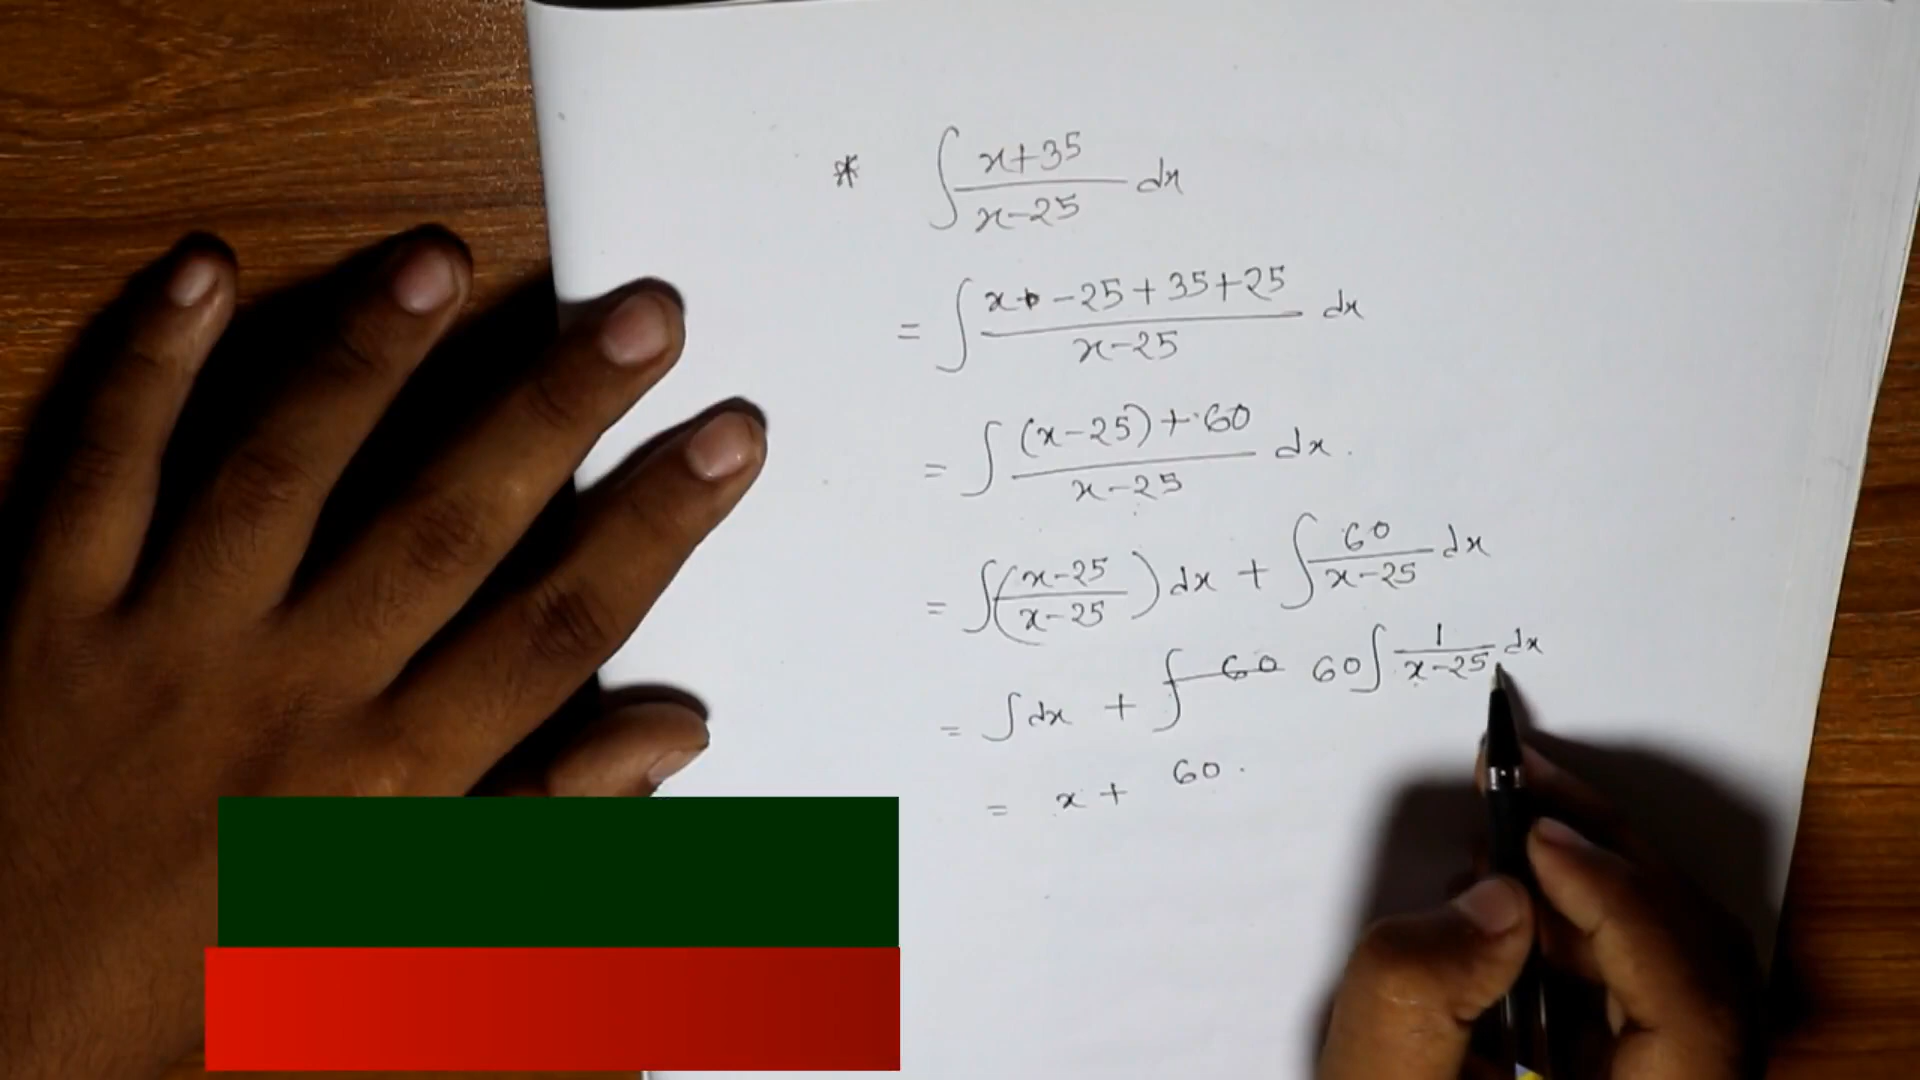 * ∫ x+35 / x-25 dx
= ∫ x+ -25+35+25 / x-25 dx
= ∫ (x-25)+60 / x-25 dx.
= ∫(x-25 / x-25) dx + ∫ 60 / x-25 dx
= ∫dx + ∫ 60 60∫ 1 / x-25 dx
= x + 60